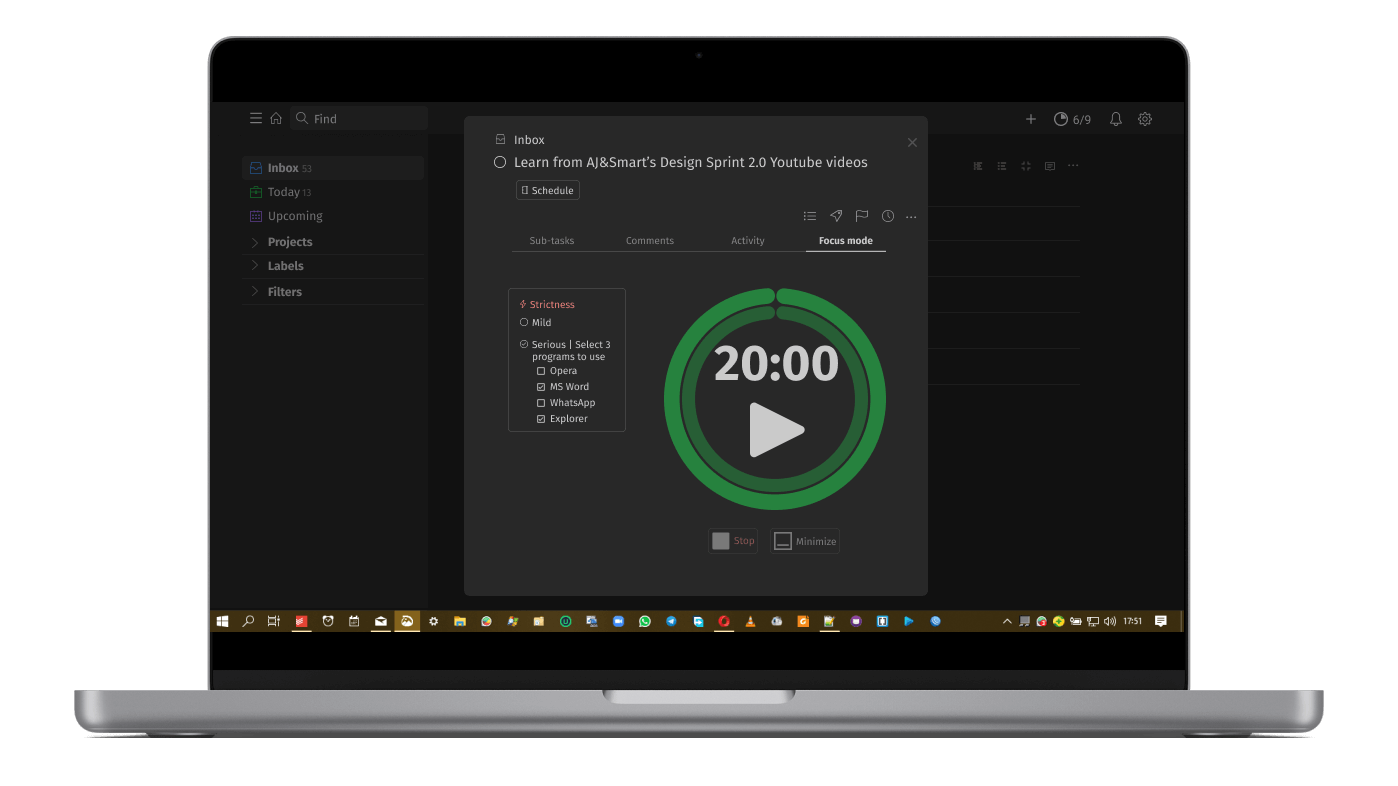 Find
6/9
Inbox 53
Today 13
Upcoming
Projects
Labels
Filters
Inbox
Learn from AJ&Smart’s Design Sprint 2.0 Youtube videos
Schedule
Sub-tasks
Comments
Activity
Focus mode
Strictness
Mild
Serious | Select 3
programs to use
Opera
MS Word
WhatsApp
Explorer
20:00
Stop
Minimize
17:51